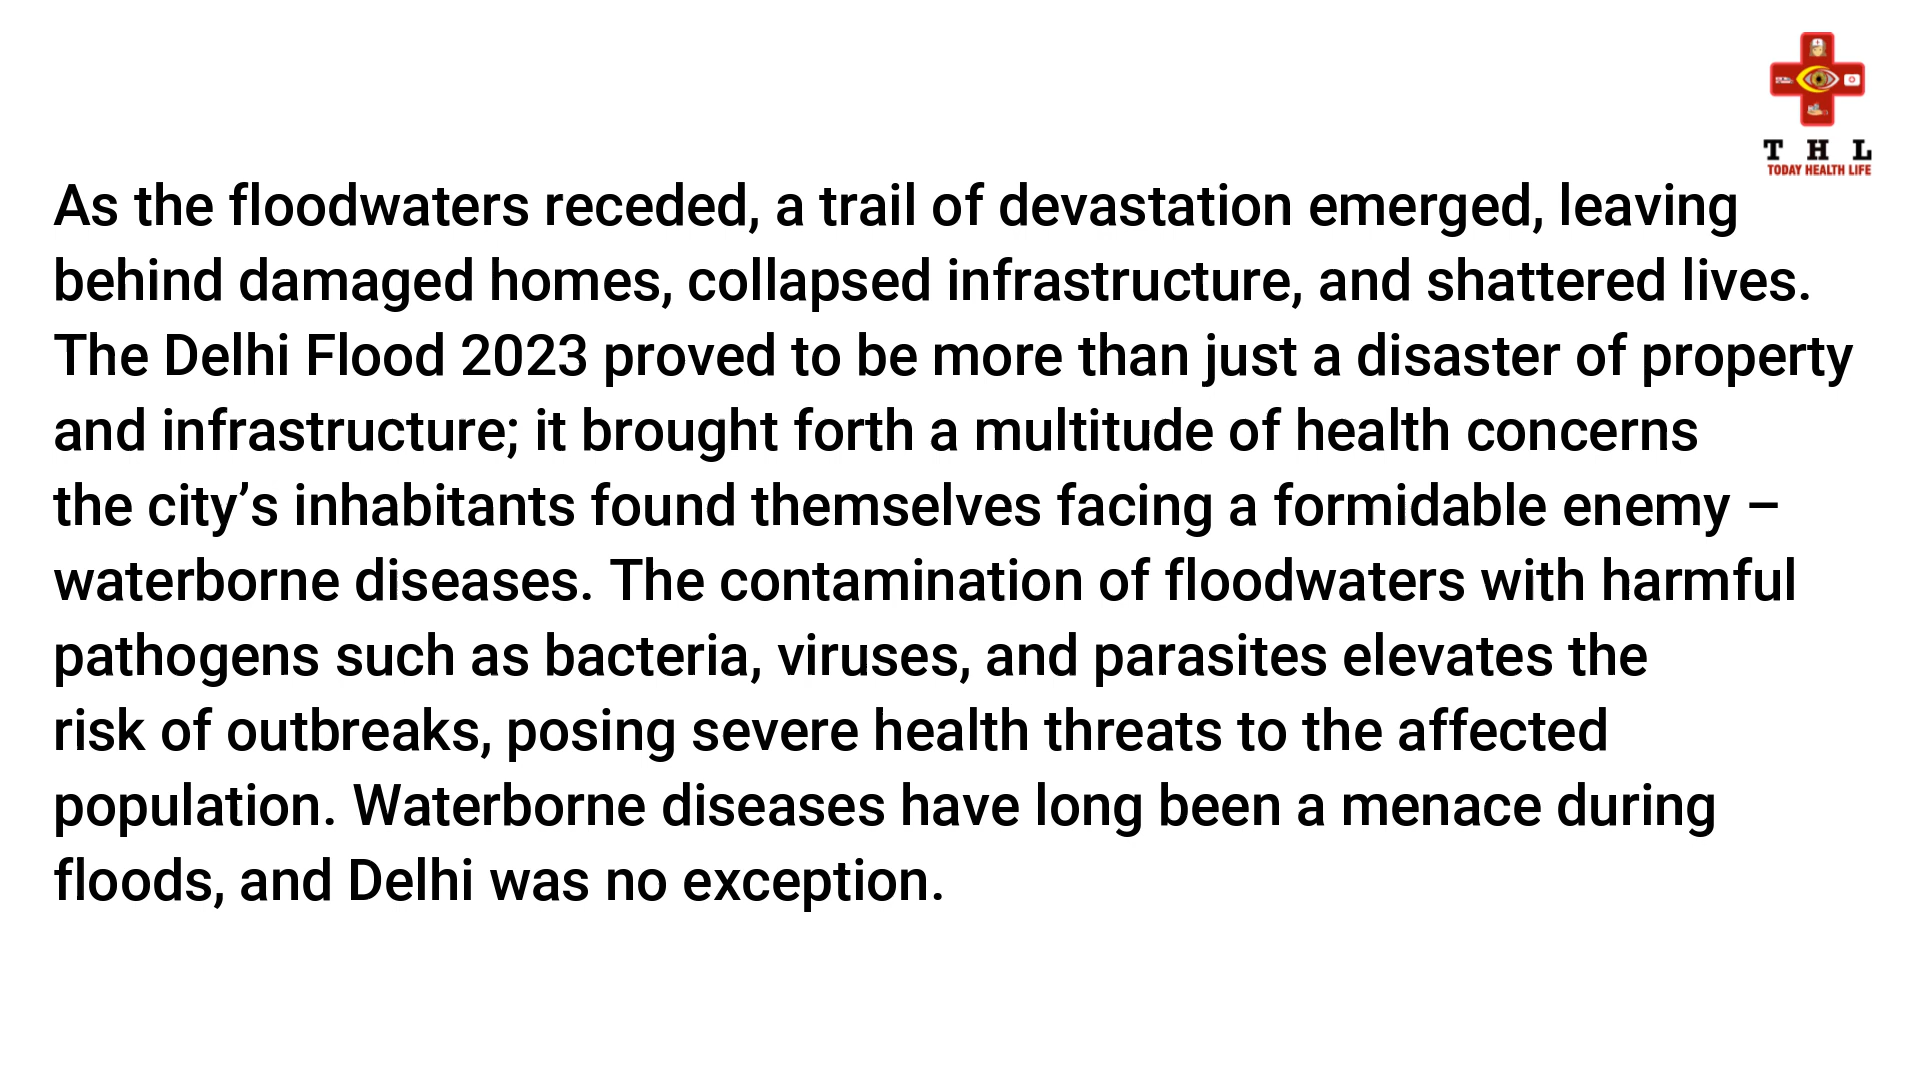 T H L
TODAY HEALTH LIFE
As the floodwaters receded, a trail of devastation emerged, leaving
behind damaged homes, collapsed infrastructure, and shattered lives.
The Delhi Flood 2023 proved to be more than just a disaster of property
and infrastructure; it brought forth a multitude of health concerns
the city’s inhabitants found themselves facing a formidable enemy –
waterborne diseases. The contamination of floodwaters with harmful
pathogens such as bacteria, viruses, and parasites elevates the
risk of outbreaks, posing severe health threats to the affected
population. Waterborne diseases have long been a menace during
floods, and Delhi was no exception.